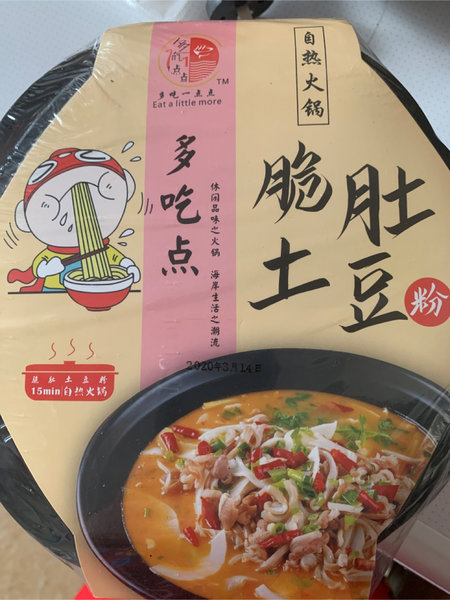 多吃点点
TM
多吃一点点
Eat a little more
自热火锅
多吃点
休闲品味之火锅 海岸生活之潮流
脆肚
土豆
粉
2020年3月14日
脆肚土豆粉
15min自热火锅